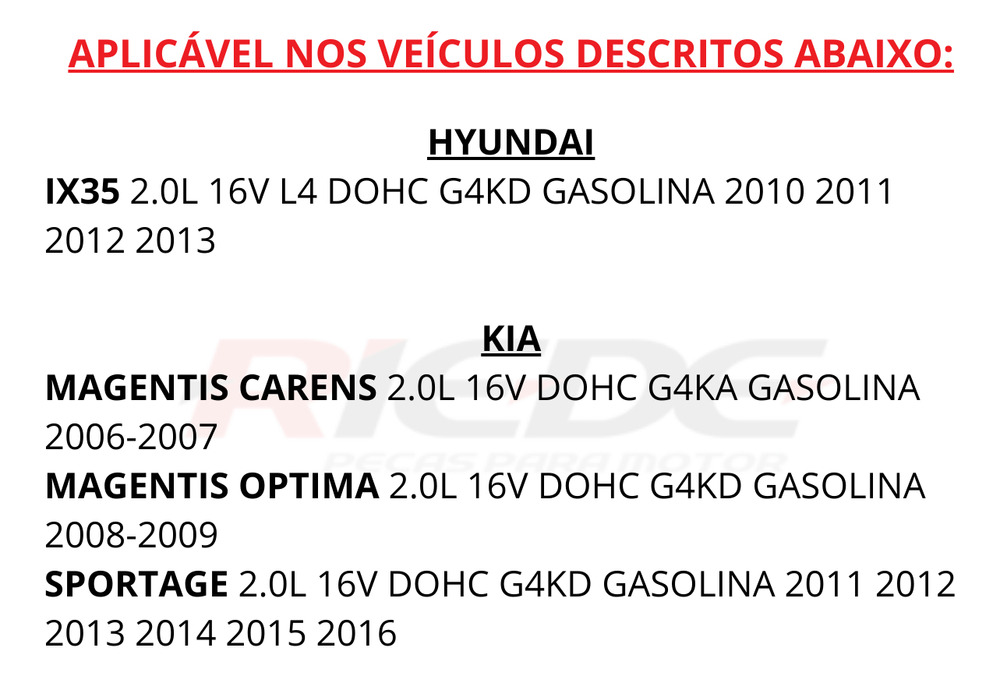 APLICÁVEL NOS VEÍCULOS DESCRITOS ABAIXO:
HYUNDAI
IX35 2.0L 16V L4 DOHC G4KD GASOLINA 2010 2011
2012 2013
KIA
MAGENTIS CARENS 2.0L 16V DOHC G4KA GASOLINA
2006-2007
MAGENTIS OPTIMA 2.0L 16V DOHC G4KD GASOLINA
2008-2009
SPORTAGE 2.0L 16V DOHC G4KD GASOLINA 2011 2012
2013 2014 2015 2016
RIEDC
PECAS PARA MOTOR